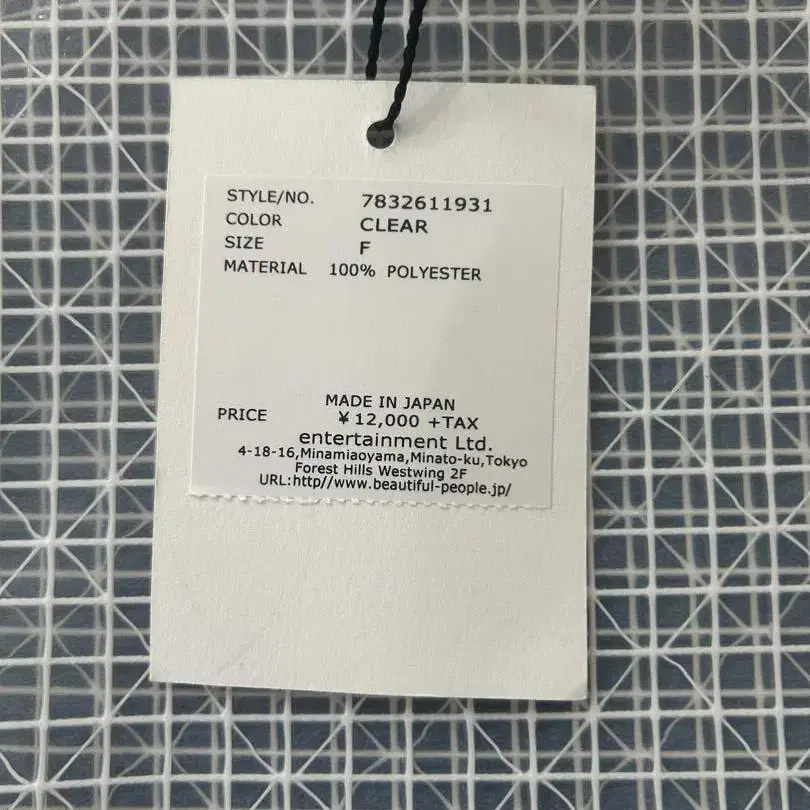 STYLE/NO. 7832611931
COLOR CLEAR
SIZE F
MATERIAL 100% POLYESTER
MADE IN JAPAN
PRICE ¥12,000 +TAX
entertainment Ltd.
4-18-16,Minamiaoyama,Minato-ku,Tokyo
Forest Hills Westwing 2F
URL:http//www.beautiful-people.jp/